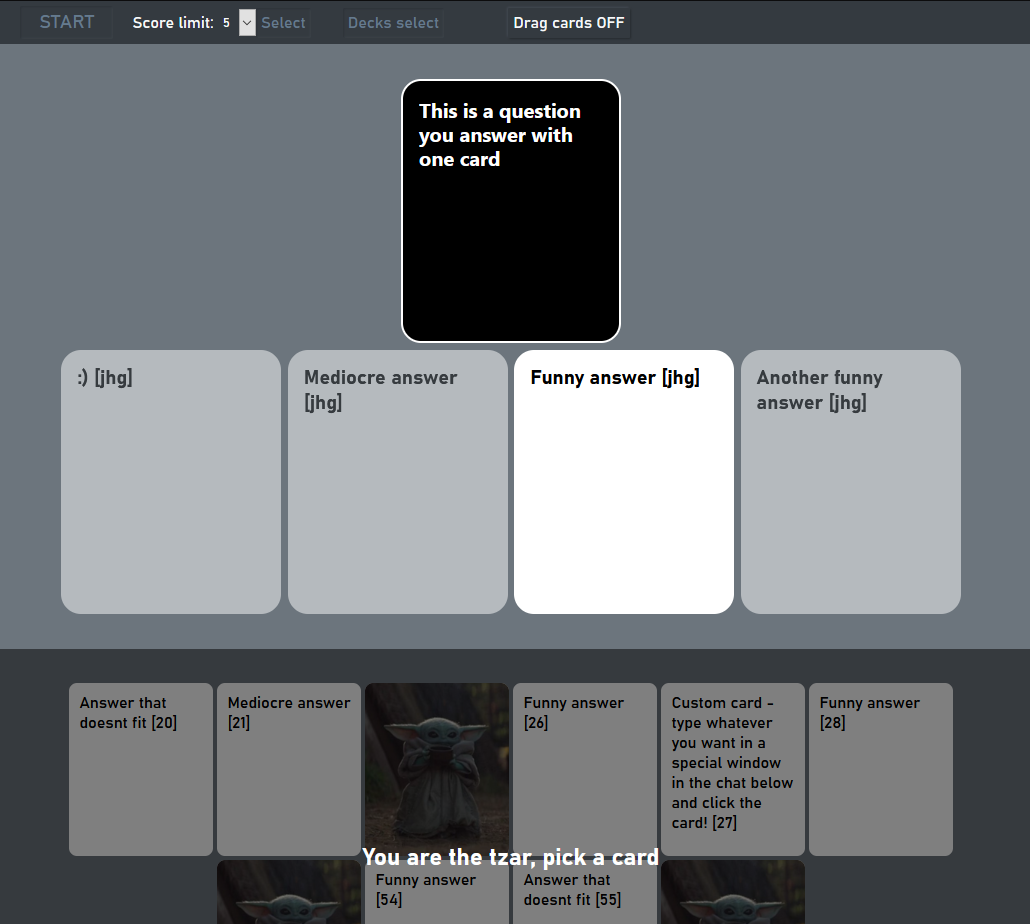 START Score limit: 5 Select Decks select Drag cards OFF
This is a question
you answer with
one card
:) [jhg]
Mediocre answer
[jhg]
Funny answer [jhg]
Another funny
answer [jhg]
Answer that
doesnt fit [20]
Mediocre answer
[21]
Funny answer
[26]
Custom card -
type whatever
you want in a
special window
in the chat below
and click the
card! [27]
Funny answer
[28]
You are the tzar, pick a card
Funny answer
[54]
Answer that
doesnt fit [55]